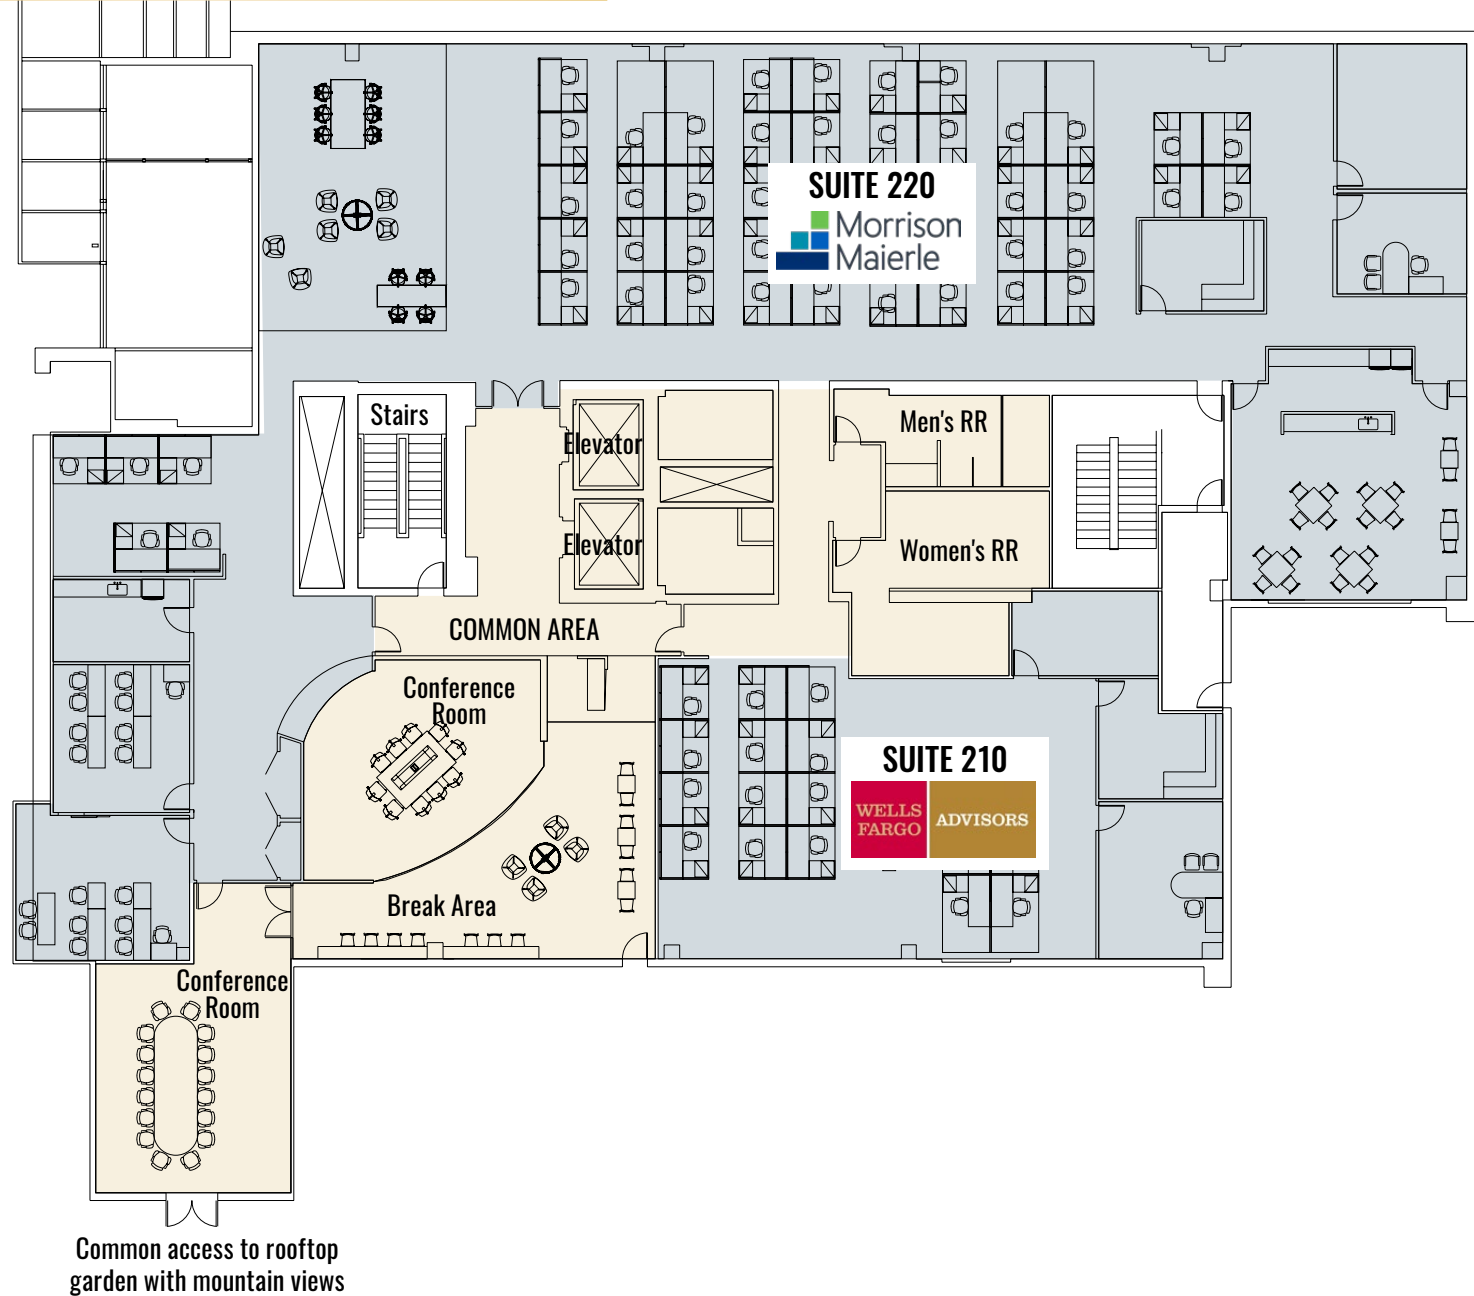 SUITE 220
Morrison
Maierle
Stairs
Elevator
Men's RR
Elevator
Women's RR
COMMON AREA
Conference
Room
SUITE 210
WELLS
FARGO
ADVISORS
Break Area
Conference
Room
Common access to rooftop
garden with mountain views